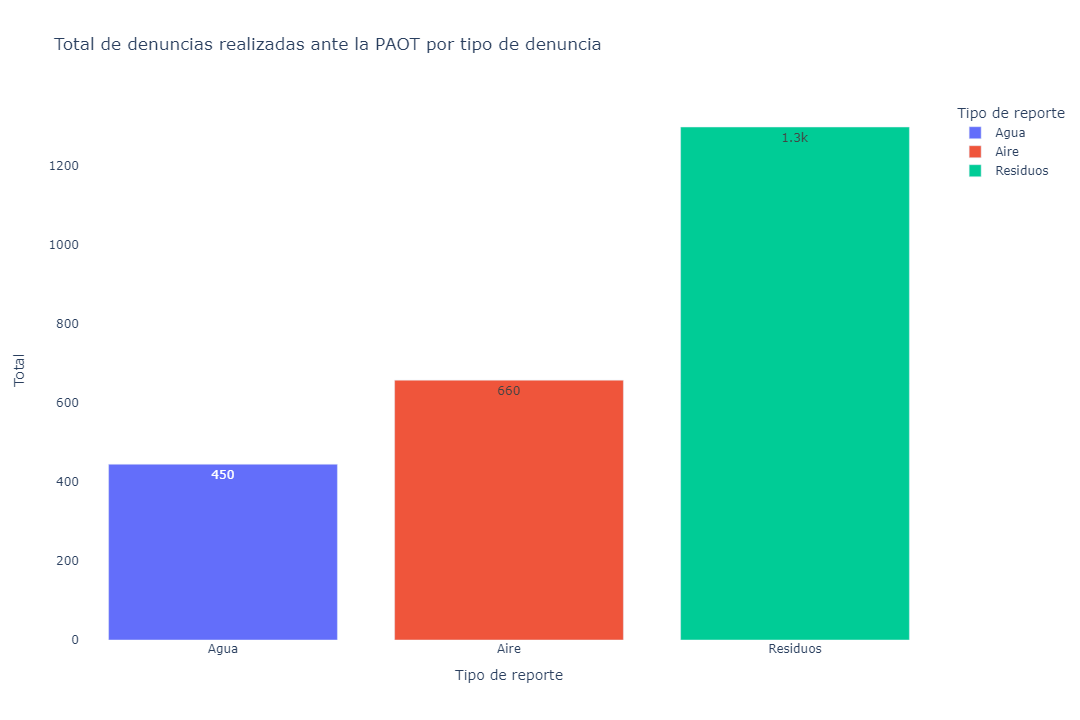 Total de denuncias realizadas ante la PAOT por tipo de denuncia
Tipo de reporte
Agua
Aire
Residuos
Total
1200
1000
800
600
400
200
0
450
660
1.3k
Agua
Aire
Residuos
Tipo de reporte